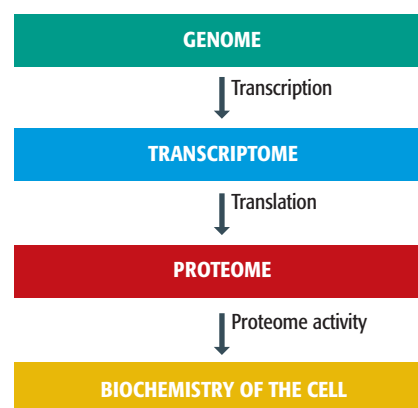 GENOME
Transcription
TRANSCRIPTOME
Translation
PROTEOME
Proteome activity
BIOCHEMISTRY OF THE CELL